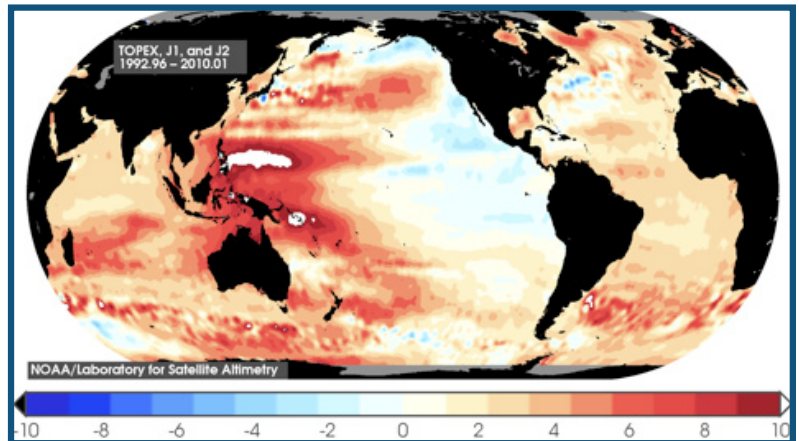 TOPEX, J1, and J2
1992.96 – 2010.01
NOAA/Laboratory for Satellite Altimetry
-10 -8 -6 -4 -2 0 2 4 6 8 10